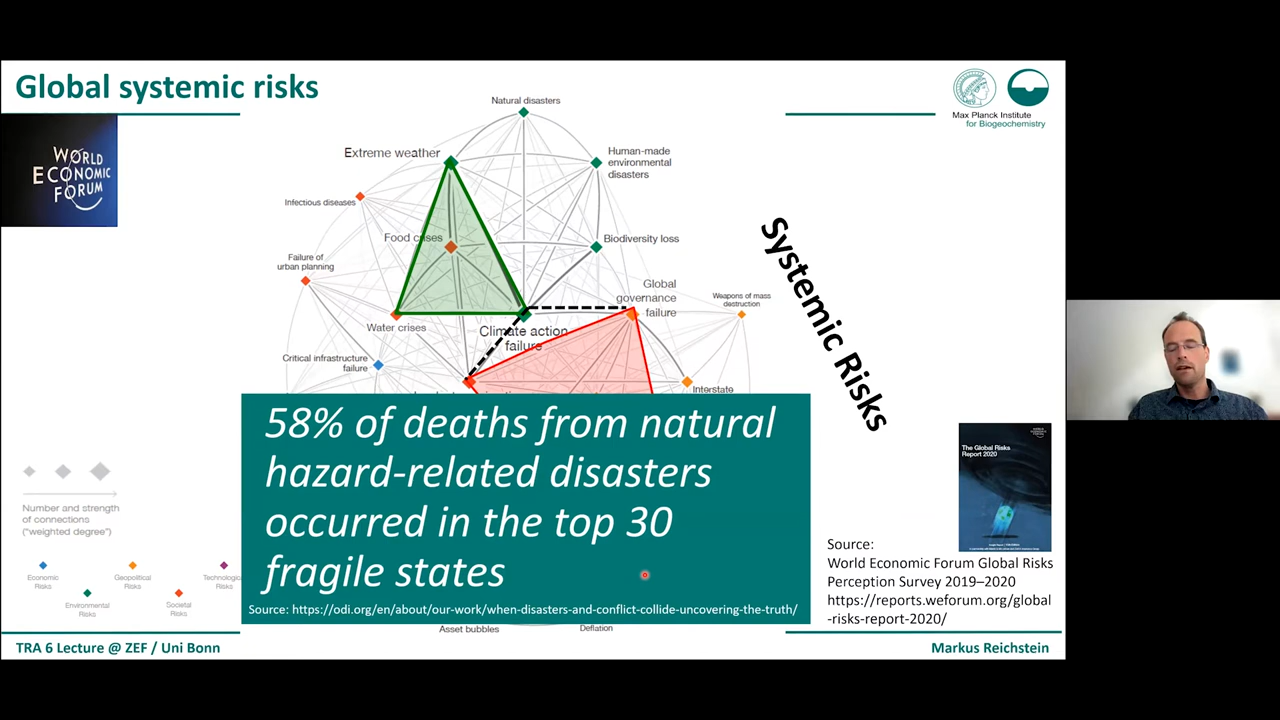 Global systemic risks
Max Planck Institute
for Biogeochemistry
WORLD
ECONOMIC
FORUM
Natural disasters
Extreme weather
Human-made
environmental
disasters
Infectious diseases
Food crises
Biodiversity loss
Failure of
urban planning
Global
governance
failure
Weapons of mass
destruction
Water crises
Climate action
failure
Critical infrastructure
failure
Interstate
Systemic Risks
58% of deaths from natural
hazard-related disasters
occurred in the top 30
fragile states
Source: https://odi.org/en/about/our-work/when-disasters-and-conflict-collide-uncovering-the-truth/
Number and strength
of connections
("weighted degree")
Economic
Risks
Geopolitical
Risks
Technologica
Risks
Environmental
Risks
Societal
Risks
Asset bubbles
Deflation
The Global Risks
Report 2020
Source:
World Economic Forum Global Risks
Perception Survey 2019–2020
https://reports.weforum.org/global
-risks-report-2020/
TRA 6 Lecture @ ZEF / Uni Bonn
Markus Reichstein